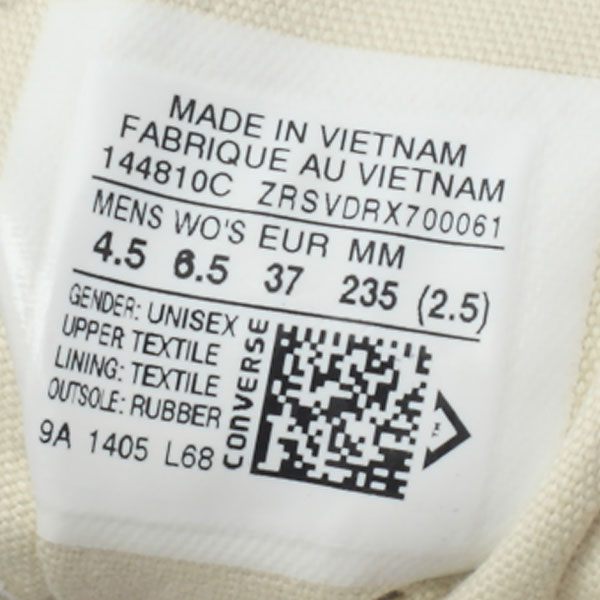 MADE IN VIETNAM
FABRIQUE AU VIETNAM
144810C ZRSVDRX700061
MENS WO'S EUR MM
4.5 6.5 37 235 (2.5)
GENDER: UNISEX
UPPER TEXTILE
LINING: TEXTILE
OUTSOLE: RUBBER
9A 1405 L68
CONVERSE